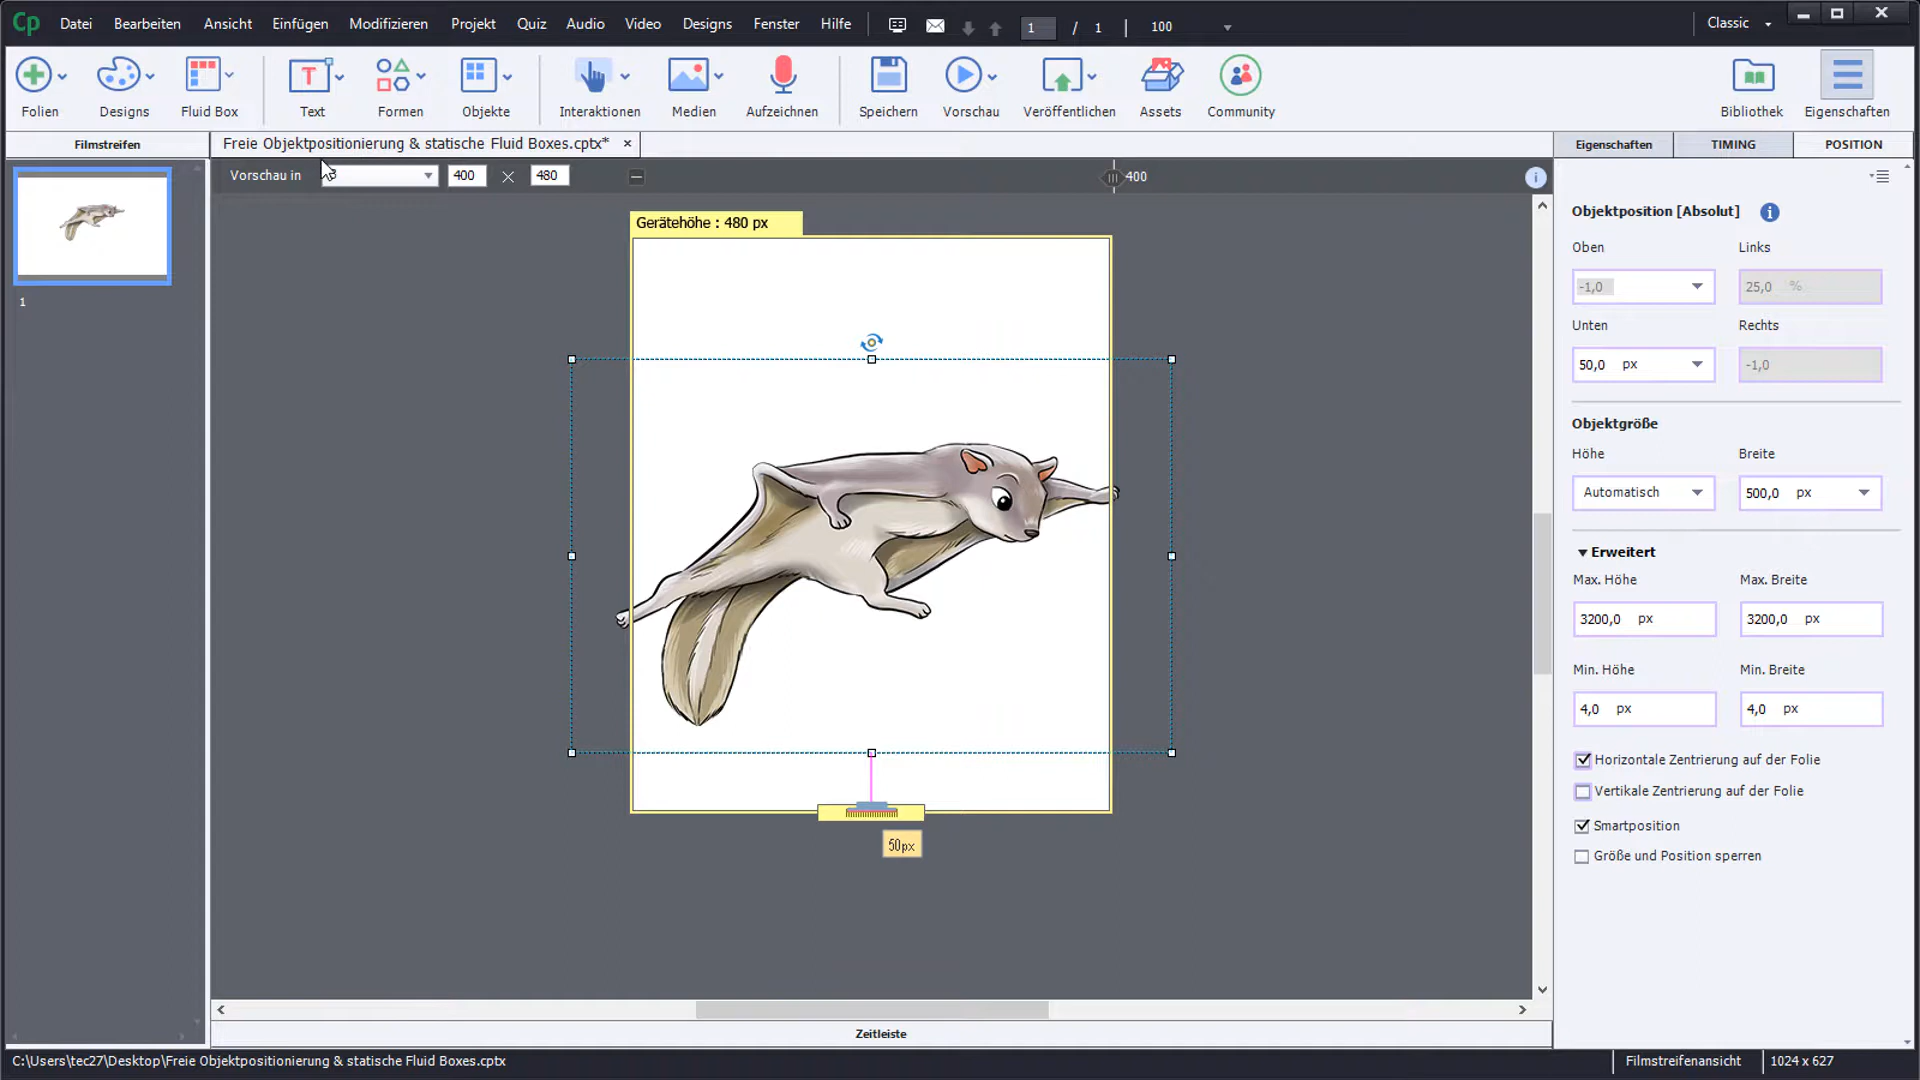 Cp Datei Bearbeiten Ansicht Einfügen Modifizieren Projekt Quiz Audio Video Designs Fenster Hilfe 1 / 1 100 Classic
Folien Designs Fluid Box Text Formen Objekte Interaktionen Medien Aufzeichnen Speichern Vorschau Veröffentlichen Assets Community Bibliothek Eigenschaften
Filmstreifen Freie Objektpositionierung & statische Fluid Boxes.cptx* Eigenschaften TIMING POSITION
Vorschau in 400 480 400
1
Gerätehöhe : 480 px
50px
Objektposition [Absolut]
Oben Links
-1,0 25,0 %
Unten Rechts
50,0 px -1,0
Objektgröße
Höhe Breite
Automatisch 500,0 px
Erweitert
Max. Höhe Max. Breite
3200,0 px 3200,0 px
Min. Höhe Min. Breite
4,0 px 4,0 px
Horizontale Zentrierung auf der Folie
Vertikale Zentrierung auf der Folie
Smartposition
Größe und Position sperren
Zeitleiste
C:\Users\tec27\Desktop\Freie Objektpositionierung & statische Fluid Boxes.cptx Filmstreifenansicht 1024 x 627